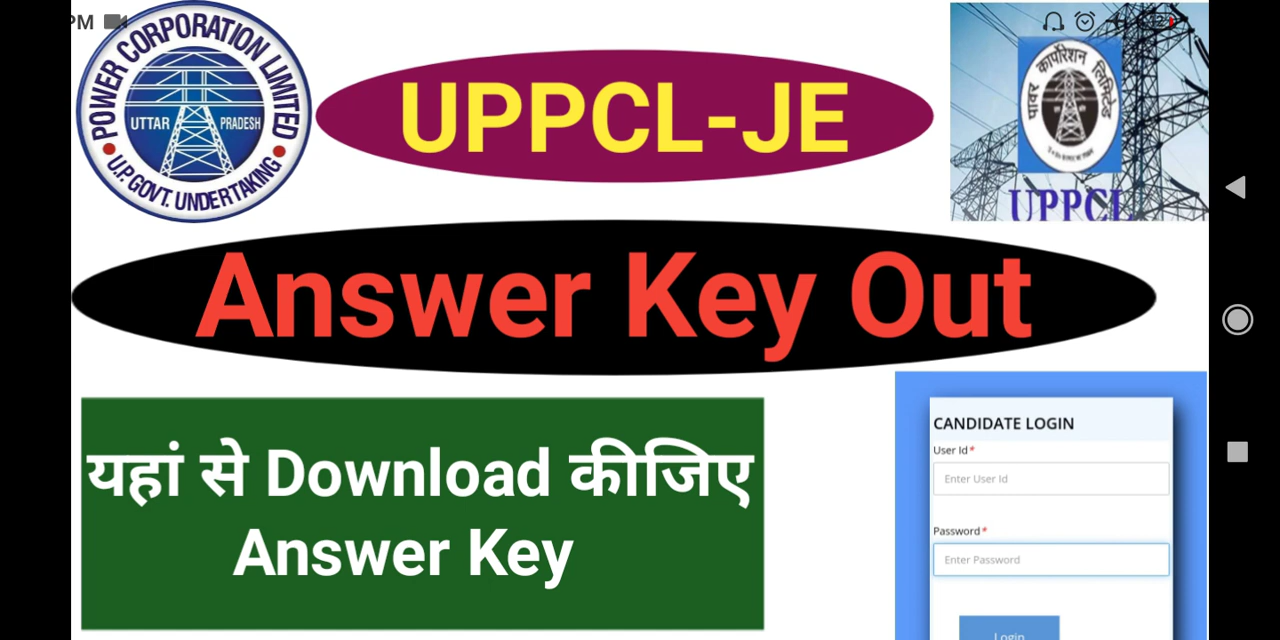 PM
POWER CORPORATION LIMITED
UTTAR PRADESH
U.P. GOVT. UNDERTAKING
UPPCL-JE
पावर कार्पोरेशन लिमिटेड
UPPCL
Answer Key Out
यहां से Download कीजिए
Answer Key
CANDIDATE LOGIN
User Id*
Enter User Id
Password*
Enter Password
Login